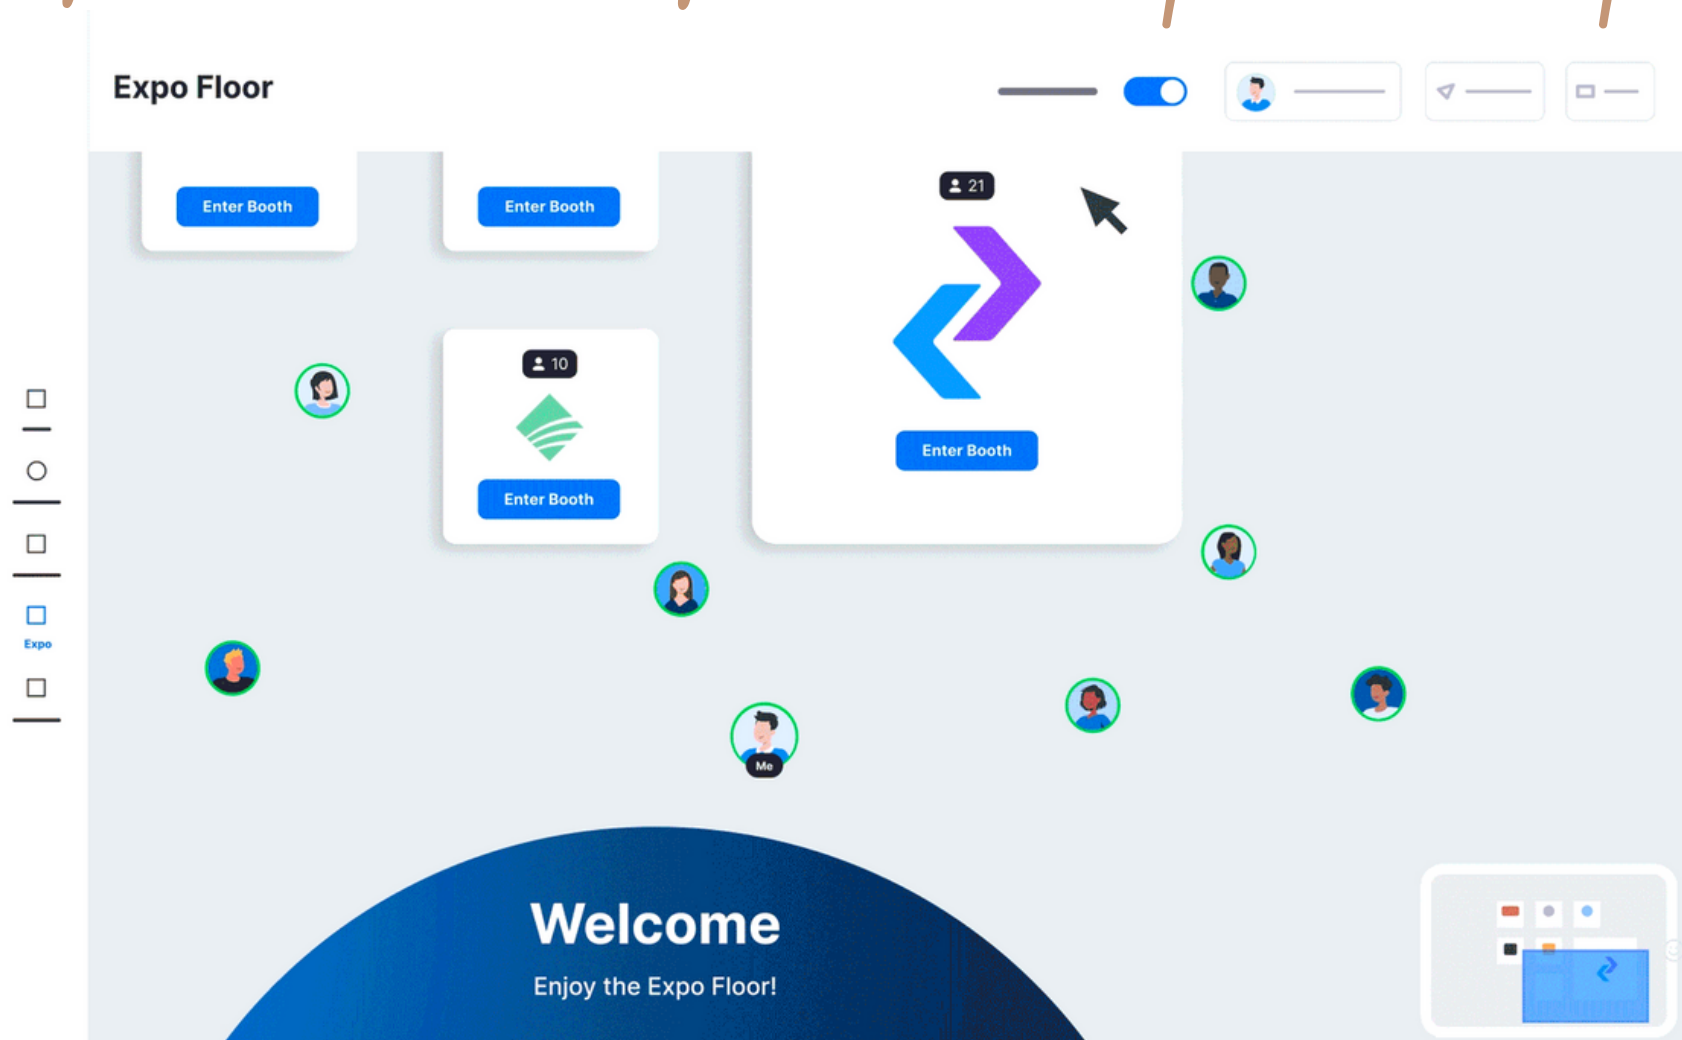 Expo Floor
Enter Booth
Enter Booth
21
Enter Booth
10
Enter Booth
Expo
Me
Welcome
Enjoy the Expo Floor!